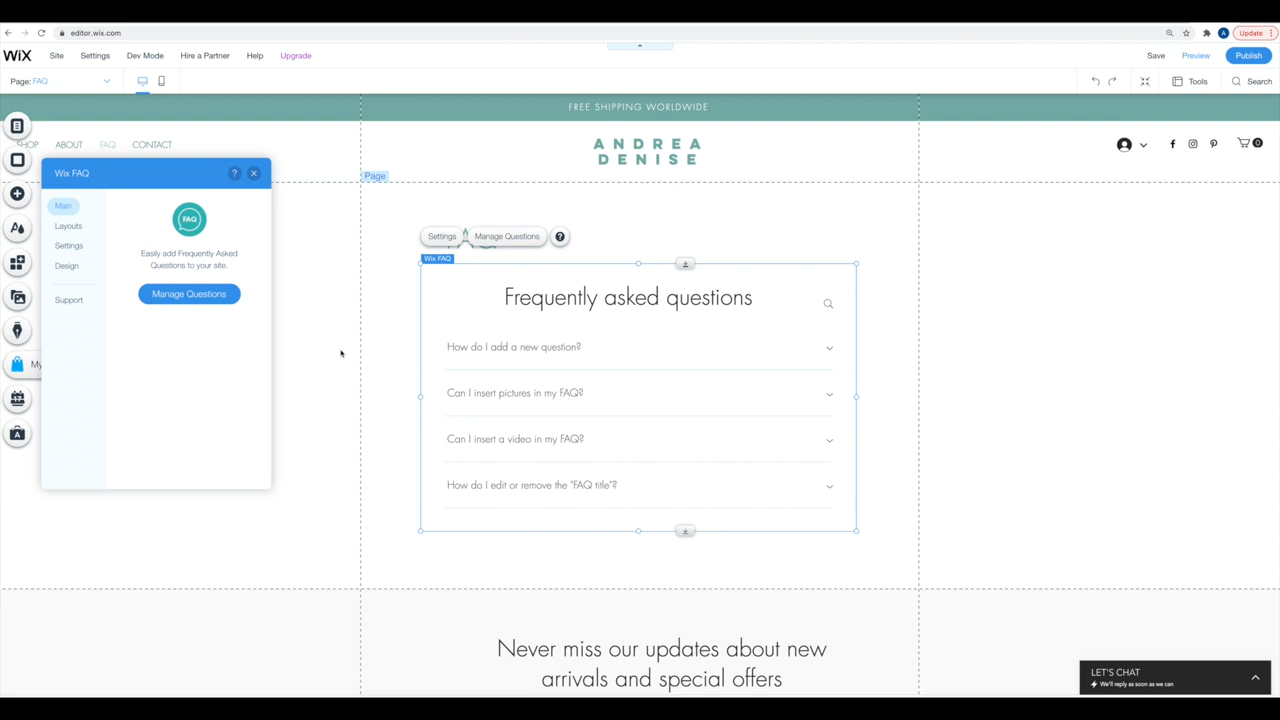 editor.wix.com
Update
WiX
Site
Settings
Dev Mode
Hire a Partner
Help
Upgrade
Save
Preview
Publish
Page: FAQ
Tools
Search
FREE SHIPPING WORLDWIDE
SHOP
ABOUT
FAQ
CONTACT
ANDREA
DENISE
0
Page
Wix FAQ
?
Main
Layouts
Settings
Design
Support
FAQ
Easily add Frequently Asked
Questions to your site.
Manage Questions
My
Settings
Manage Questions
?
Wix FAQ
Frequently asked questions
How do I add a new question?
Can I insert pictures in my FAQ?
Can I insert a video in my FAQ?
How do I edit or remove the "FAQ title"?
Never miss our updates about new
arrivals and special offers
LET'S CHAT
We'll reply as soon as we can